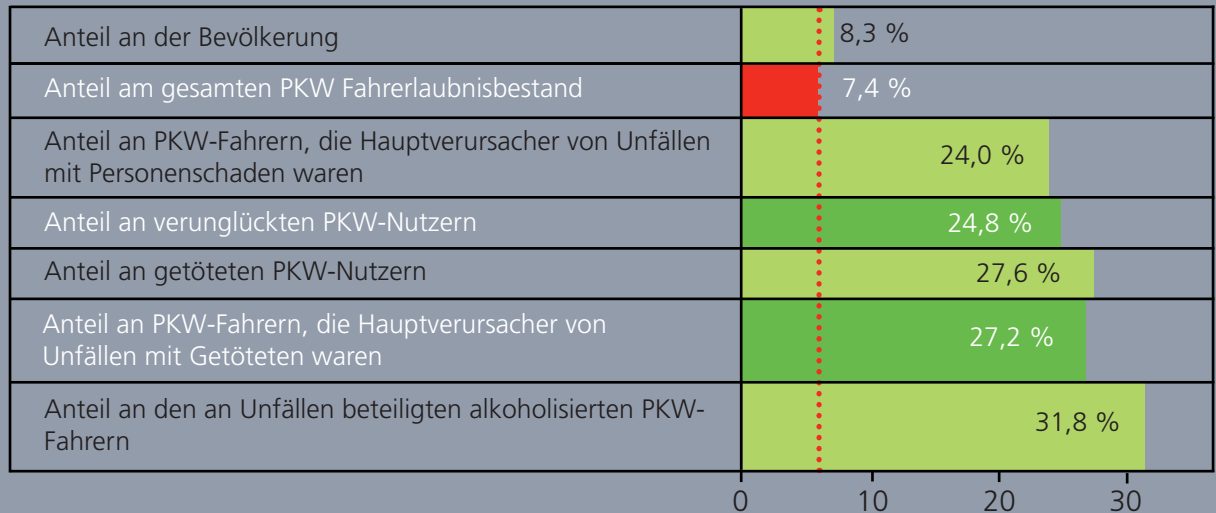 Anteil an der Bevölkerung
8,3 %
Anteil am gesamten PKW Fahrerlaubnisbestand
7,4 %
Anteil an PKW-Fahrern, die Hauptverursacher von Unfällen
mit Personenschaden waren
24,0 %
Anteil an verunglückten PKW-Nutzern
24,8 %
Anteil an getöteten PKW-Nutzern
27,6 %
Anteil an PKW-Fahrern, die Hauptverursacher von
Unfällen mit Getöteten waren
27,2 %
Anteil an den an Unfällen beteiligten alkoholisierten PKW-
Fahrern
31,8 %
0 10 20 30